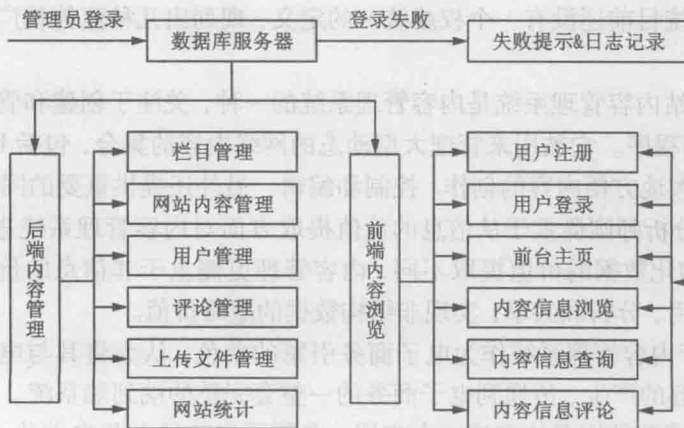 管理员登录
数据库服务器
登录失败
失败提示&日志记录
后端内容管理
栏目管理
网站内容管理
用户管理
评论管理
上传文件管理
网站统计
前端内容浏览
用户注册
用户登录
前台主页
内容信息浏览
内容信息查询
内容信息评论